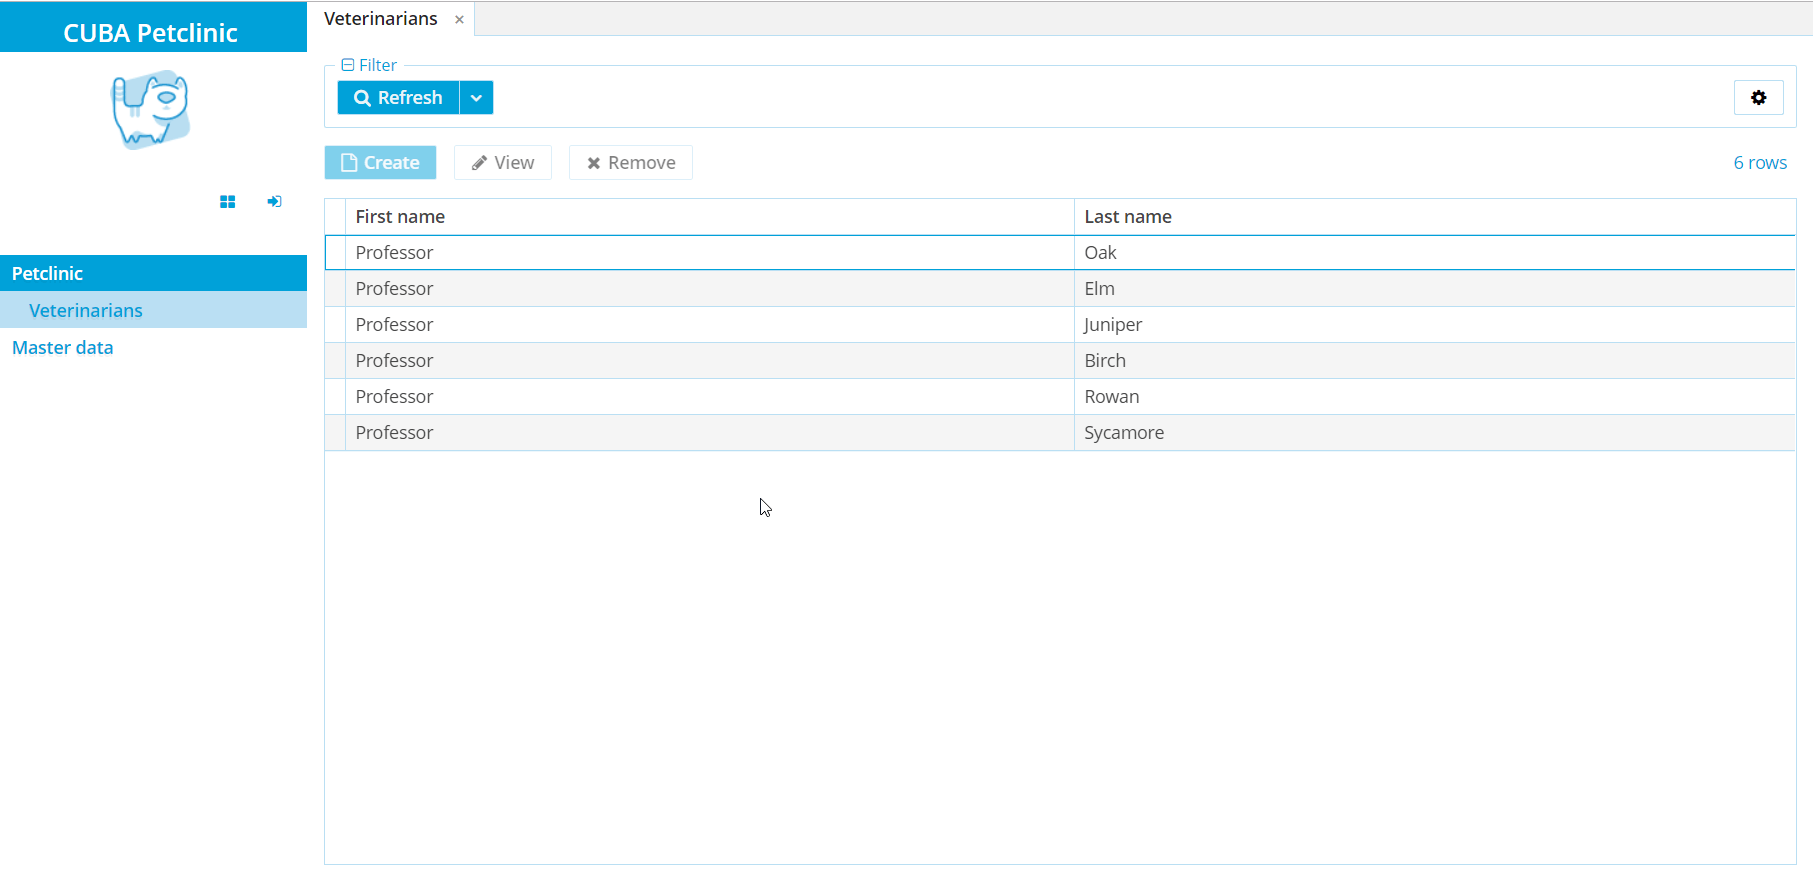 CUBA Petclinic
Petclinic
Veterinarians
Master data
Veterinarians ×
Filter
Refresh
Create View Remove 6 rows
First name Last name
Professor Oak
Professor Elm
Professor Juniper
Professor Birch
Professor Rowan
Professor Sycamore